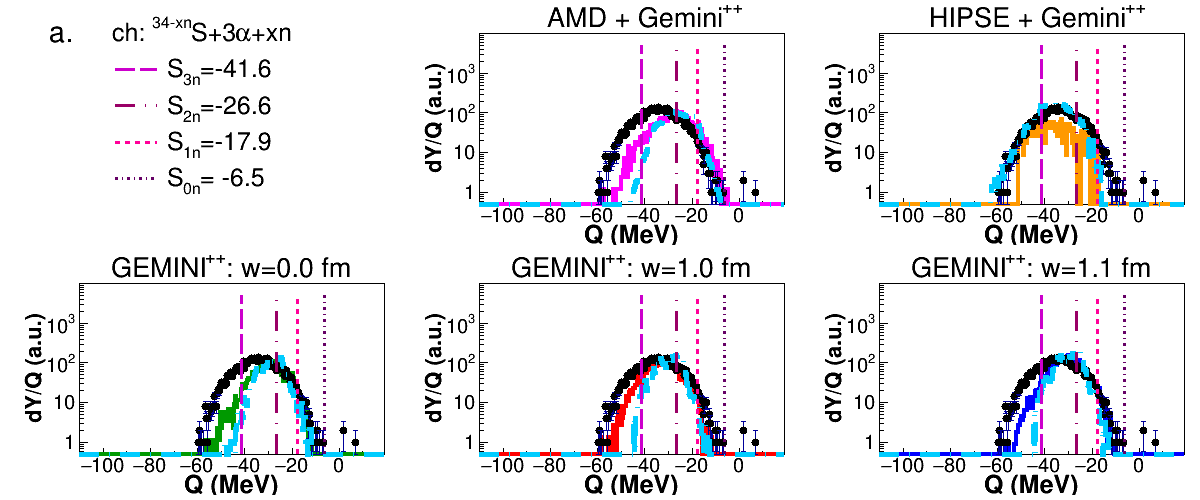 a.
ch: ³⁴⁻ˣⁿS+3α+xn
S₃ₙ=-41.6
S₂ₙ=-26.6
S₁ₙ=-17.9
S₀ₙ= -6.5
AMD + Gemini⁺⁺
dY/Q (a.u.)
10³
10²
10
1
−100 −80 −60 −40 −20 0
Q (MeV)
HIPSE + Gemini⁺⁺
dY/Q (a.u.)
10³
10²
10
1
−100 −80 −60 −40 −20 0
Q (MeV)
GEMINI⁺⁺: w=0.0 fm
dY/Q (a.u.)
10³
10²
10
1
−100 −80 −60 −40 −20 0
Q (MeV)
GEMINI⁺⁺: w=1.0 fm
dY/Q (a.u.)
10³
10²
10
1
−100 −80 −60 −40 −20 0
Q (MeV)
GEMINI⁺⁺: w=1.1 fm
dY/Q (a.u.)
10³
10²
10
1
−100 −80 −60 −40 −20 0
Q (MeV)